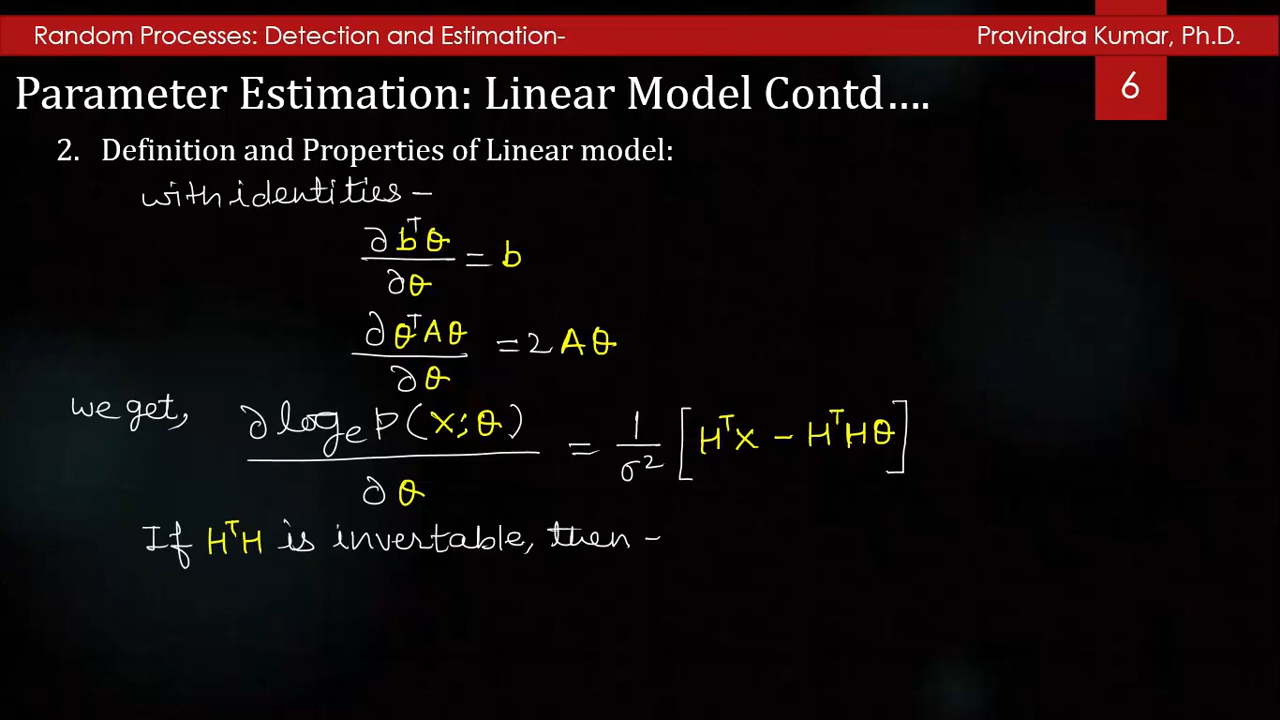 Random Processes: Detection and Estimation- Pravindra Kumar, Ph.D.
Parameter Estimation: Linear Model Contd.... 6
2. Definition and Properties of Linear model:
with identities –
∂bᵀθ/∂θ = b
∂θᵀAθ/∂θ = 2Aθ
we get, ∂logₑP(x;θ)/∂θ = 1/σ² [Hᵀx – HᵀHθ]
If HᵀH is invertable, then –